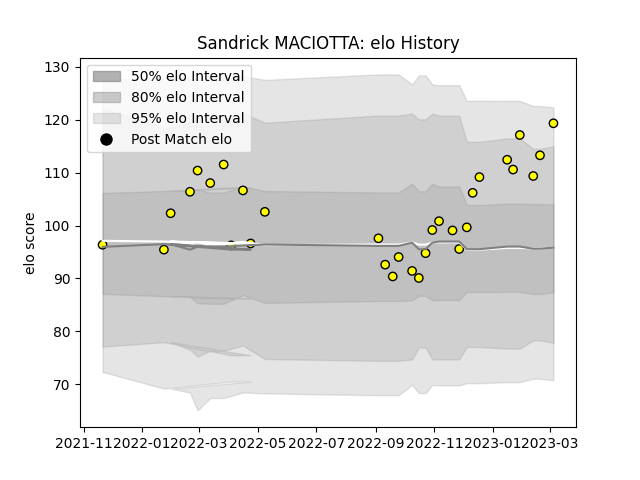 Sandrick MACIOTTA: elo History
130
120
110
100
90
80
70
elo score
50% elo Interval
80% elo Interval
95% elo Interval
Post Match elo
2021-11 2022-01 2022-03 2022-05 2022-07 2022-09 2022-11 2023-01 2023-03